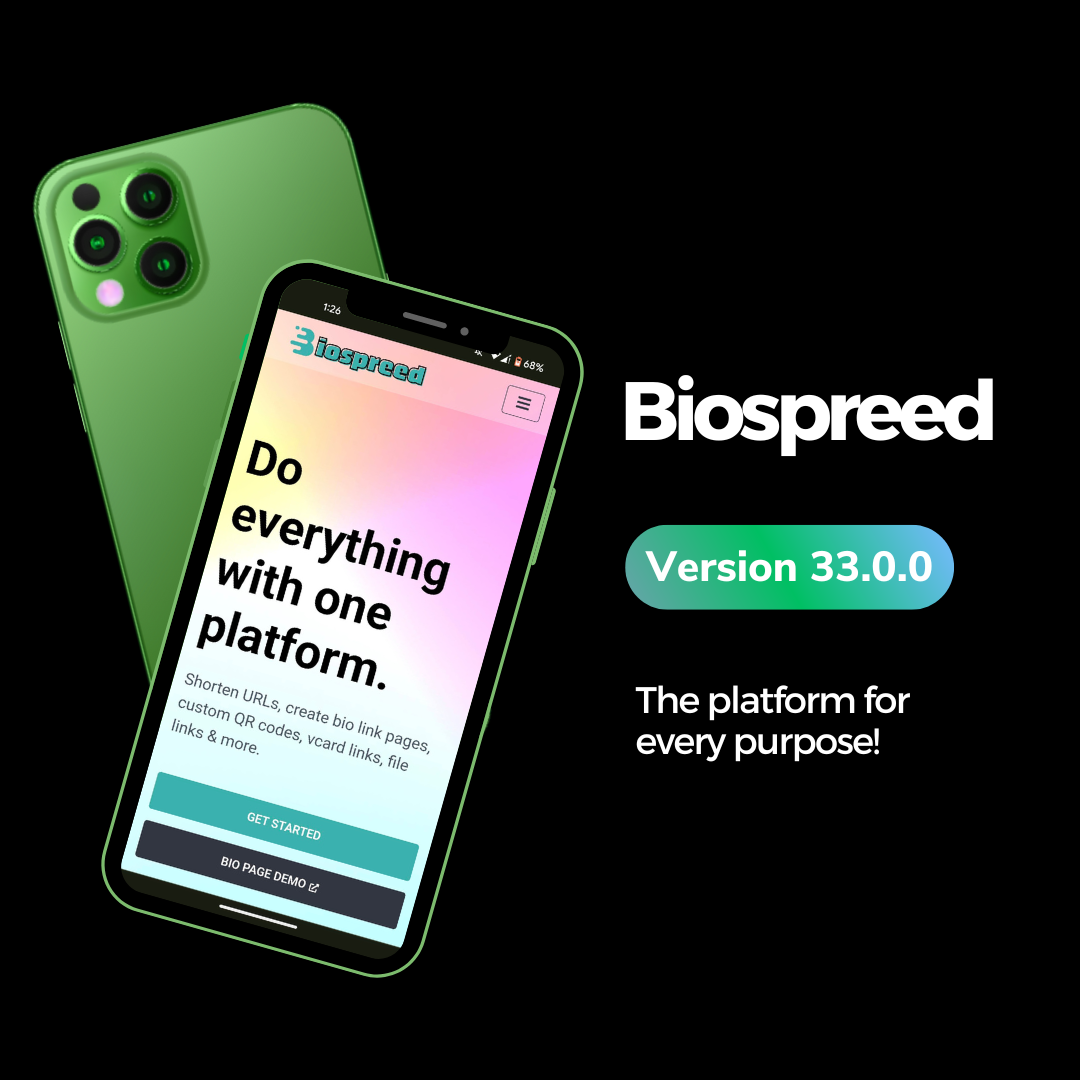 1:26
68%
Biospreed
Do
everything
with one
platform.
Shorten URLs, create bio link pages,
custom QR codes, vcard links, file
links & more.
GET STARTED
BIO PAGE DEMO
Biospreed
Version 33.0.0
The platform for
every purpose!